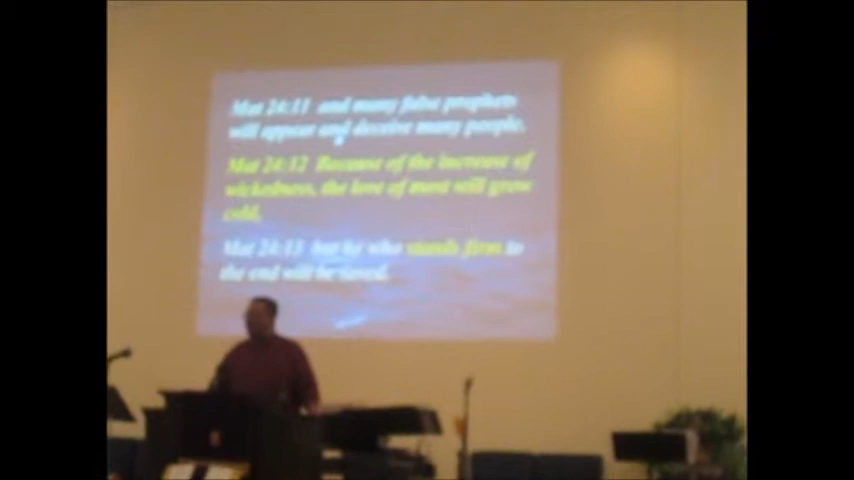 Mat 24:11 and many false prophets
will appear and deceive many people.
Mat 24:12 Because of the increase of
wickedness, the love of most will grow
cold,
Mat 24:13 but he who stands firm to
the end will be saved.